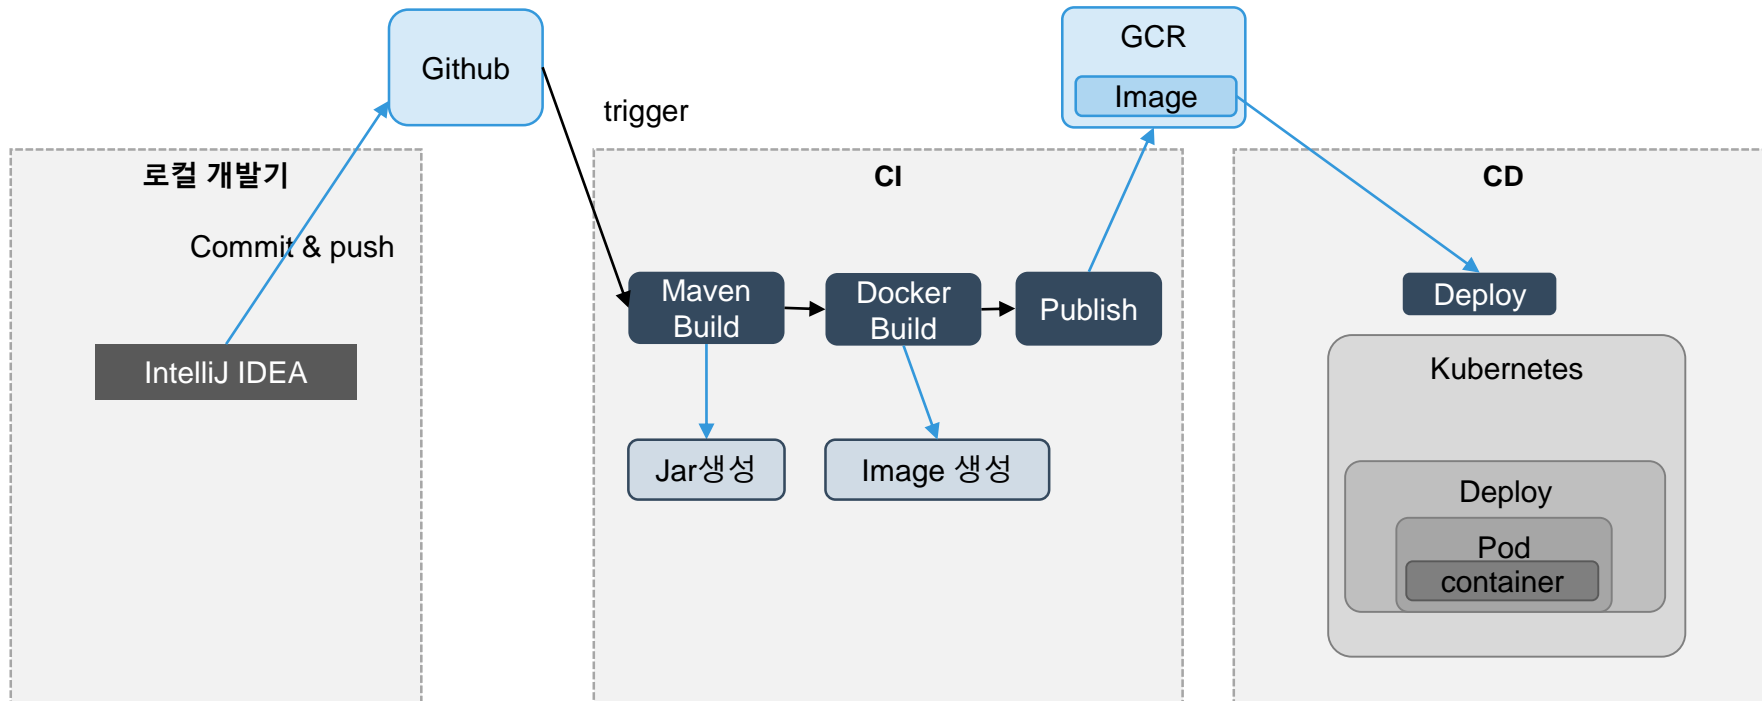 Github
GCR
Image
trigger
로컬 개발기
CI
CD
Commit & push
Maven
Build
Docker
Build
Publish
Deploy
IntelliJ IDEA
Kubernetes
Jar생성
Image 생성
Deploy
Pod
container